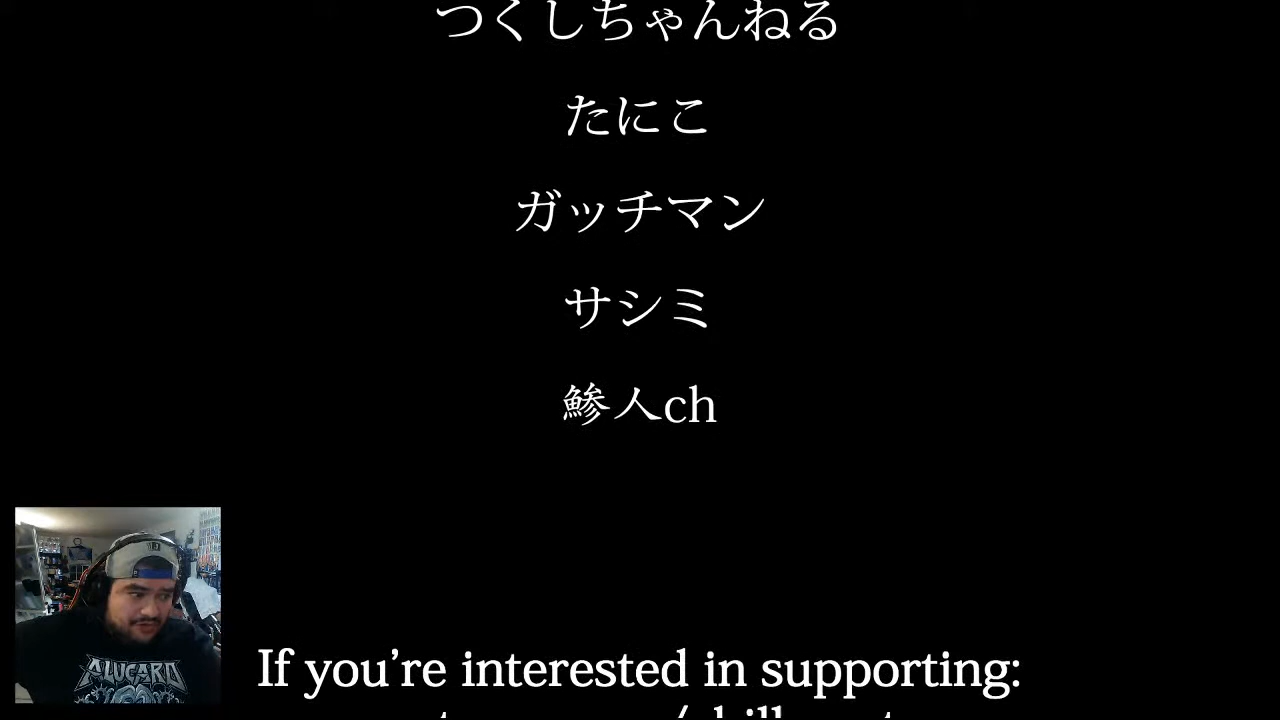 つくしちゃんねる
たにこ
ガッチマン
サシミ
鯵人ch
ALUCARD
If you’re interested in supporting: